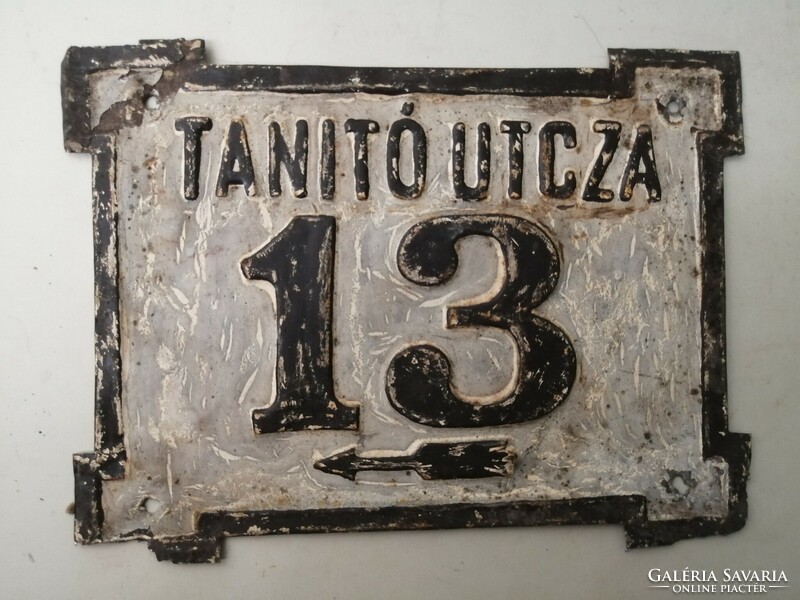 TANITÓ UTCZA
13
GALÉRIA SAVARIA
ONLINE PIACTÉR